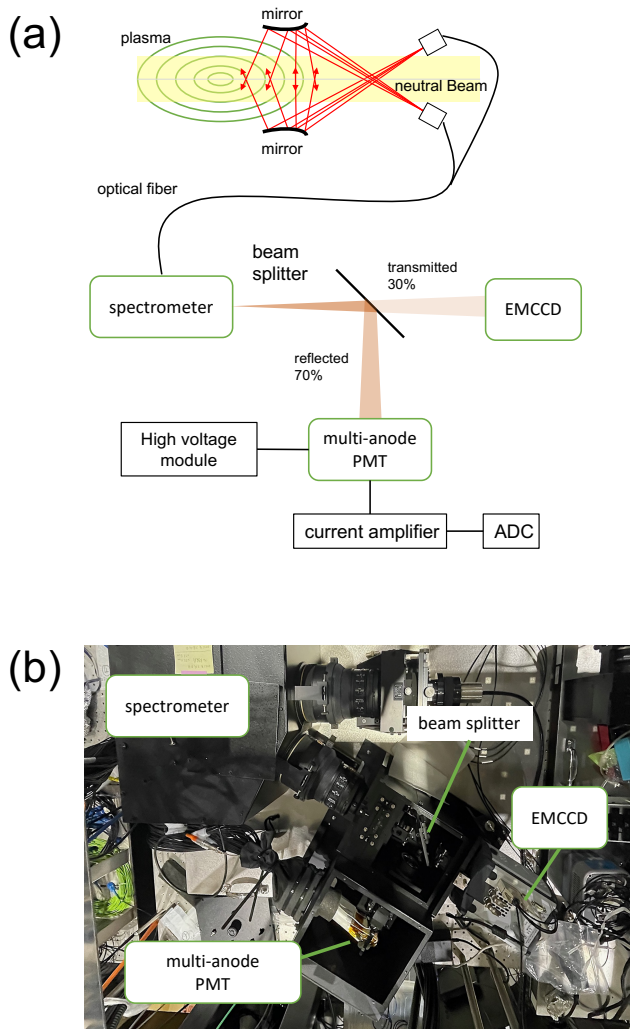 (a)
mirror
plasma
neutral Beam
mirror
optical fiber
beam
splitter
transmitted
30%
spectrometer
EMCCD
reflected
70%
High voltage
module
multi-anode
PMT
current amplifier
ADC
(b)
spectrometer
beam splitter
EMCCD
multi-anode
PMT